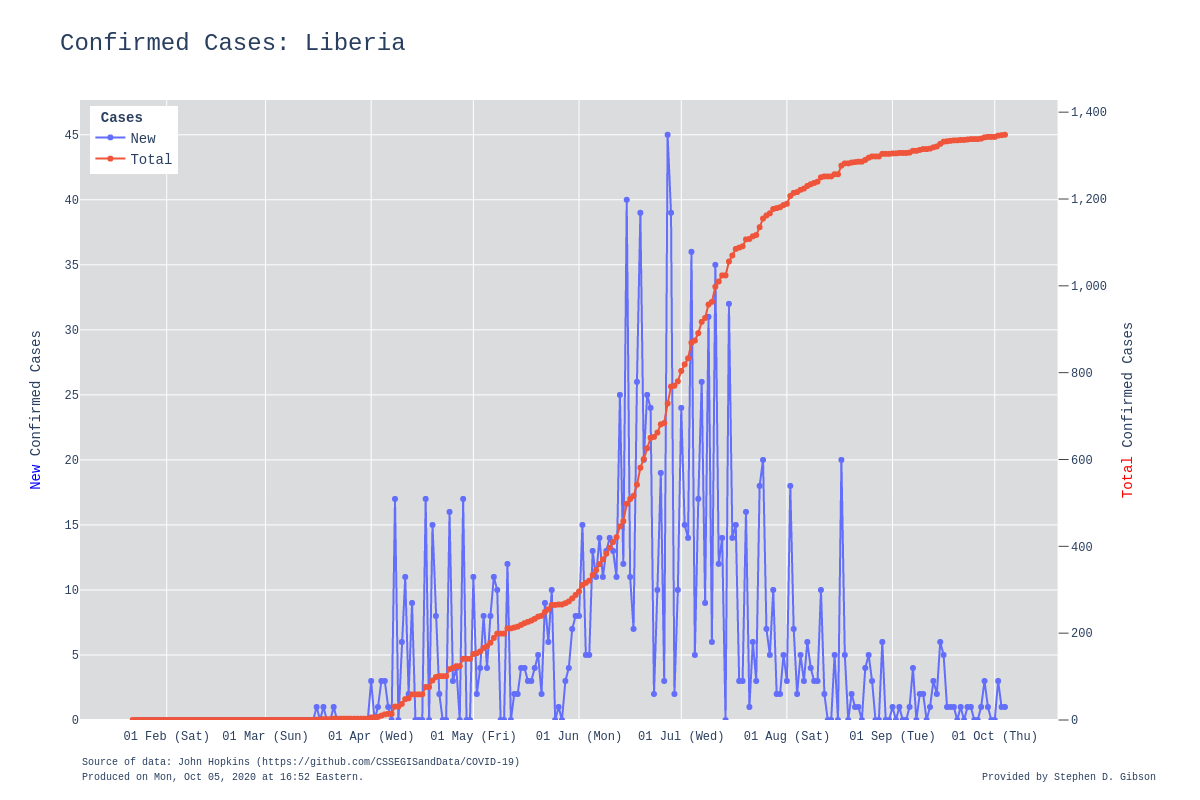 Confirmed Cases: Liberia
Cases
New
Total
45
40
35
30
25
20
15
10
5
0
1,400
1,200
1,000
800
600
400
200
0
New Confirmed Cases
Total Confirmed Cases
01 Feb (Sat) 01 Mar (Sun) 01 Apr (Wed) 01 May (Fri) 01 Jun (Mon) 01 Jul (Wed) 01 Aug (Sat) 01 Sep (Tue) 01 Oct (Thu)
Source of data: John Hopkins (https://github.com/CSSEGISandData/COVID-19)
Produced on Mon, Oct 05, 2020 at 16:52 Eastern.
Provided by Stephen D. Gibson